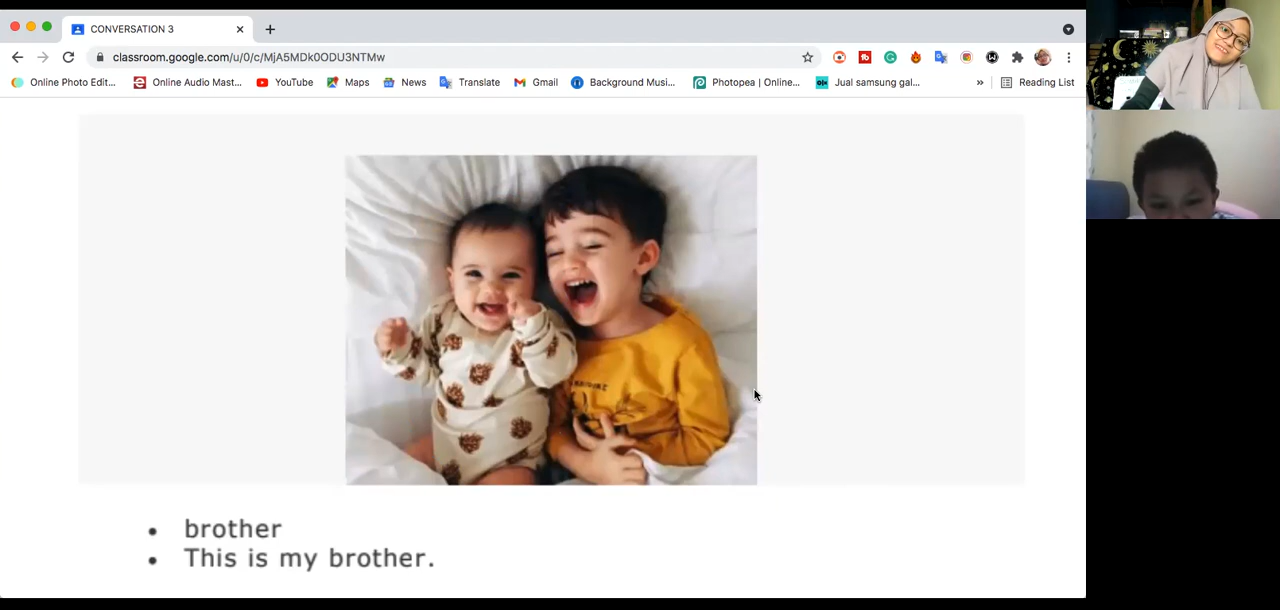 CONVERSATION 3
classroom.google.com/u/0/c/MjA5MDk0ODU3NTMw
Online Photo Edit... Online Audio Mast... YouTube Maps News Translate Gmail Background Musi... Photopea | Online... Jual samsung gal... » Reading List
• brother
• This is my brother.